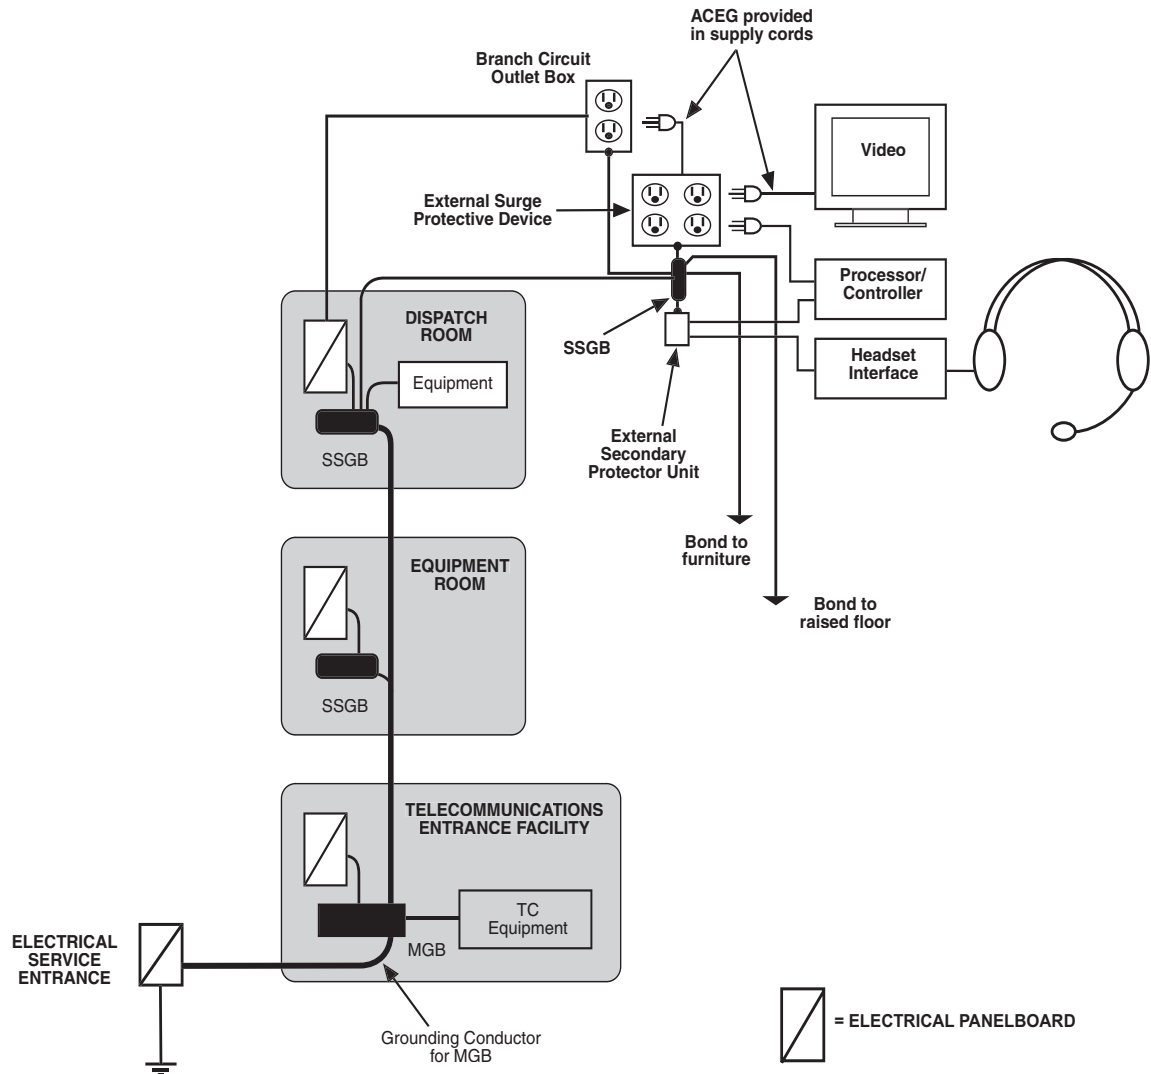 ACEG provided
in supply cords
Branch Circuit
Outlet Box
Video
External Surge
Protective Device
Processor/
Controller
SSGB
Headset
Interface
DISPATCH
ROOM
Equipment
SSGB
External
Secondary
Protector Unit
Bond to
furniture
Bond to
raised floor
EQUIPMENT
ROOM
SSGB
TELECOMMUNICATIONS
ENTRANCE FACILITY
TC
Equipment
MGB
ELECTRICAL
SERVICE
ENTRANCE
Grounding Conductor
for MGB
= ELECTRICAL PANELBOARD